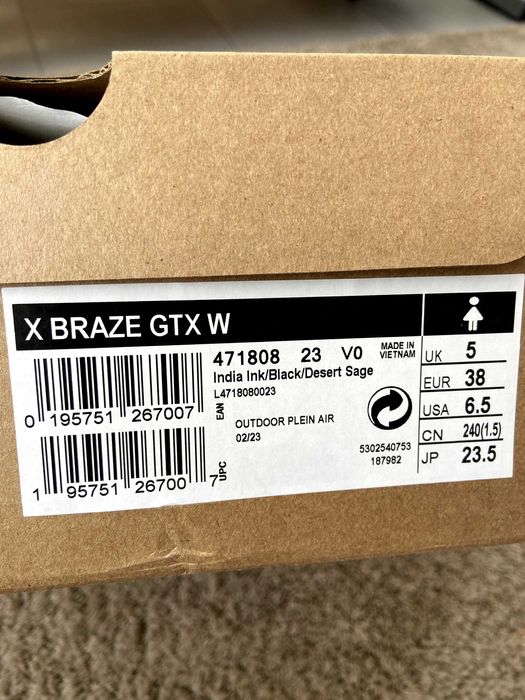 X BRAZE GTX W
471808 23 V0
MADE IN
VIETNAM
India Ink/Black/Desert Sage
L4718080023
0 195751 267007
EAN
OUTDOOR PLEIN AIR
02/23
5302540753
187982
1 95751 26700 7
UPC
UK 5
EUR 38
USA 6.5
CN 240(1.5)
JP 23.5